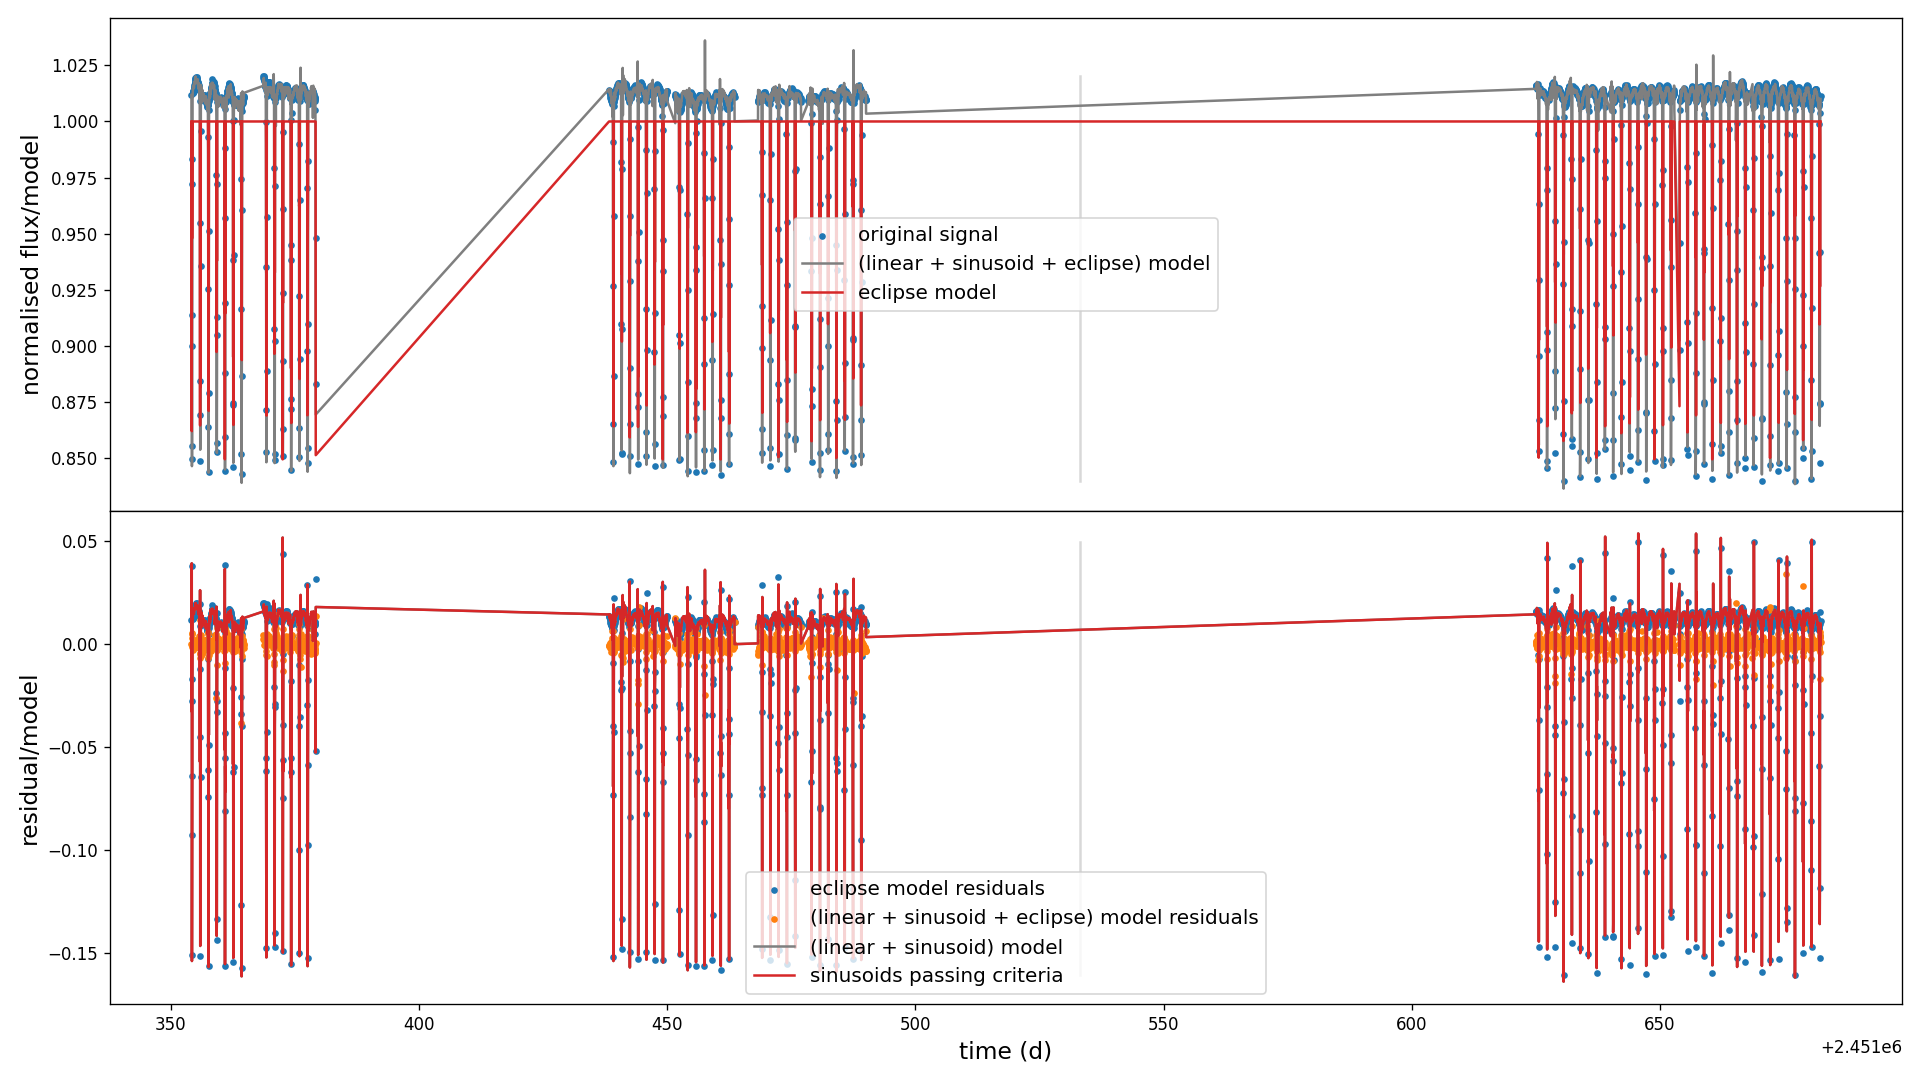 1.025
1.000
0.975
0.950
0.925
0.900
0.875
0.850
normalised flux/model
original signal
(linear + sinusoid + eclipse) model
eclipse model
0.05
0.00
−0.05
−0.10
−0.15
residual/model
eclipse model residuals
(linear + sinusoid + eclipse) model residuals
(linear + sinusoid) model
sinusoids passing criteria
350 400 450 500 550 600 650
time (d)
+2.451e6